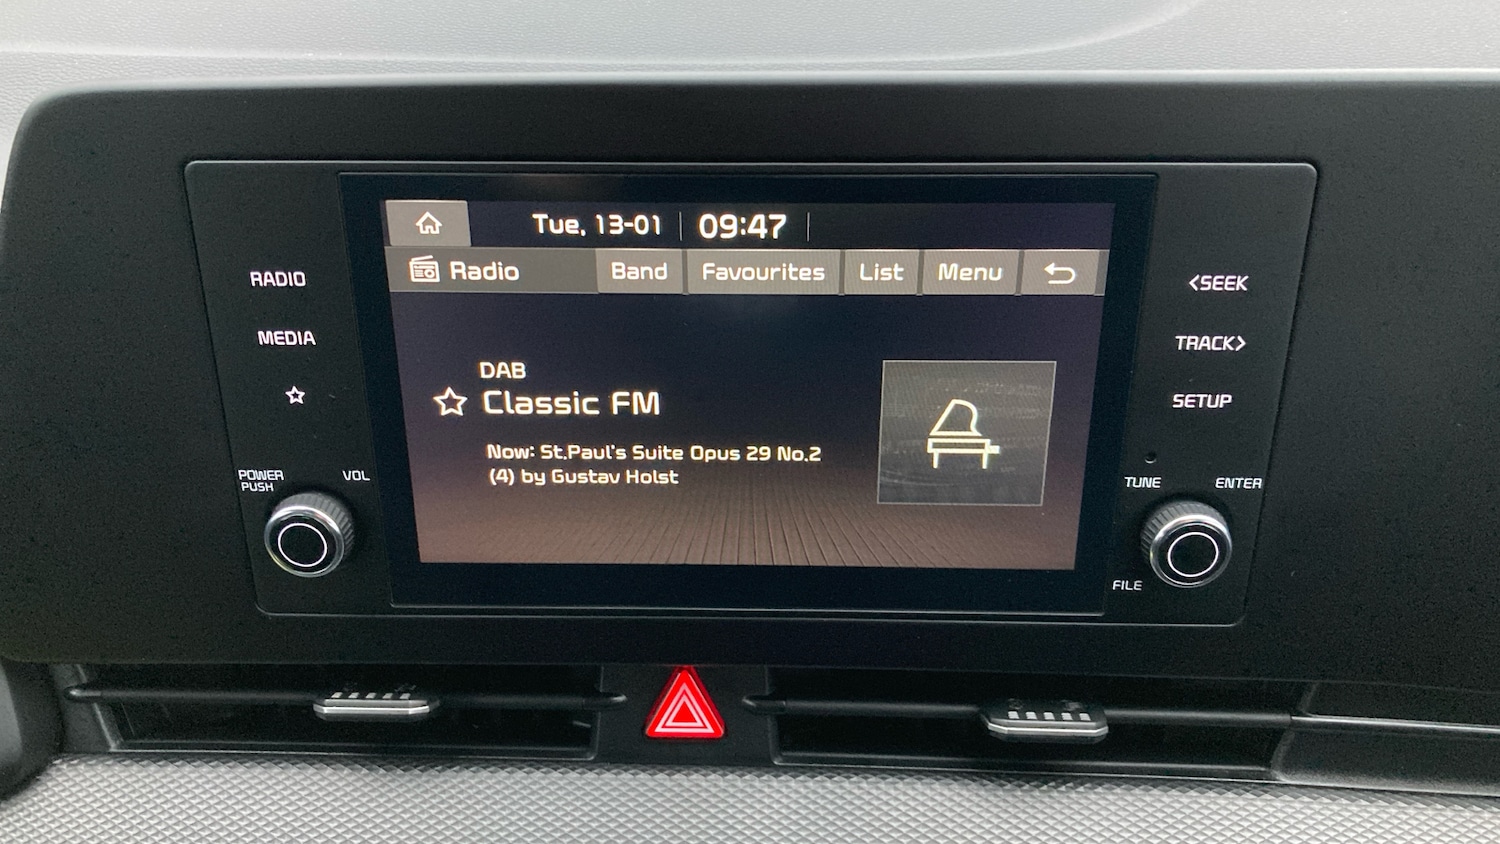 Tue, 13-01 09:47
Radio Band Favourites List Menu
RADIO
MEDIA
POWER
PUSH
VOL
DAB
Classic FM
Now: St.Paul's Suite Opus 29 No.2
(4) by Gustav Holst
<SEEK
TRACK>
SETUP
TUNE ENTER
FILE